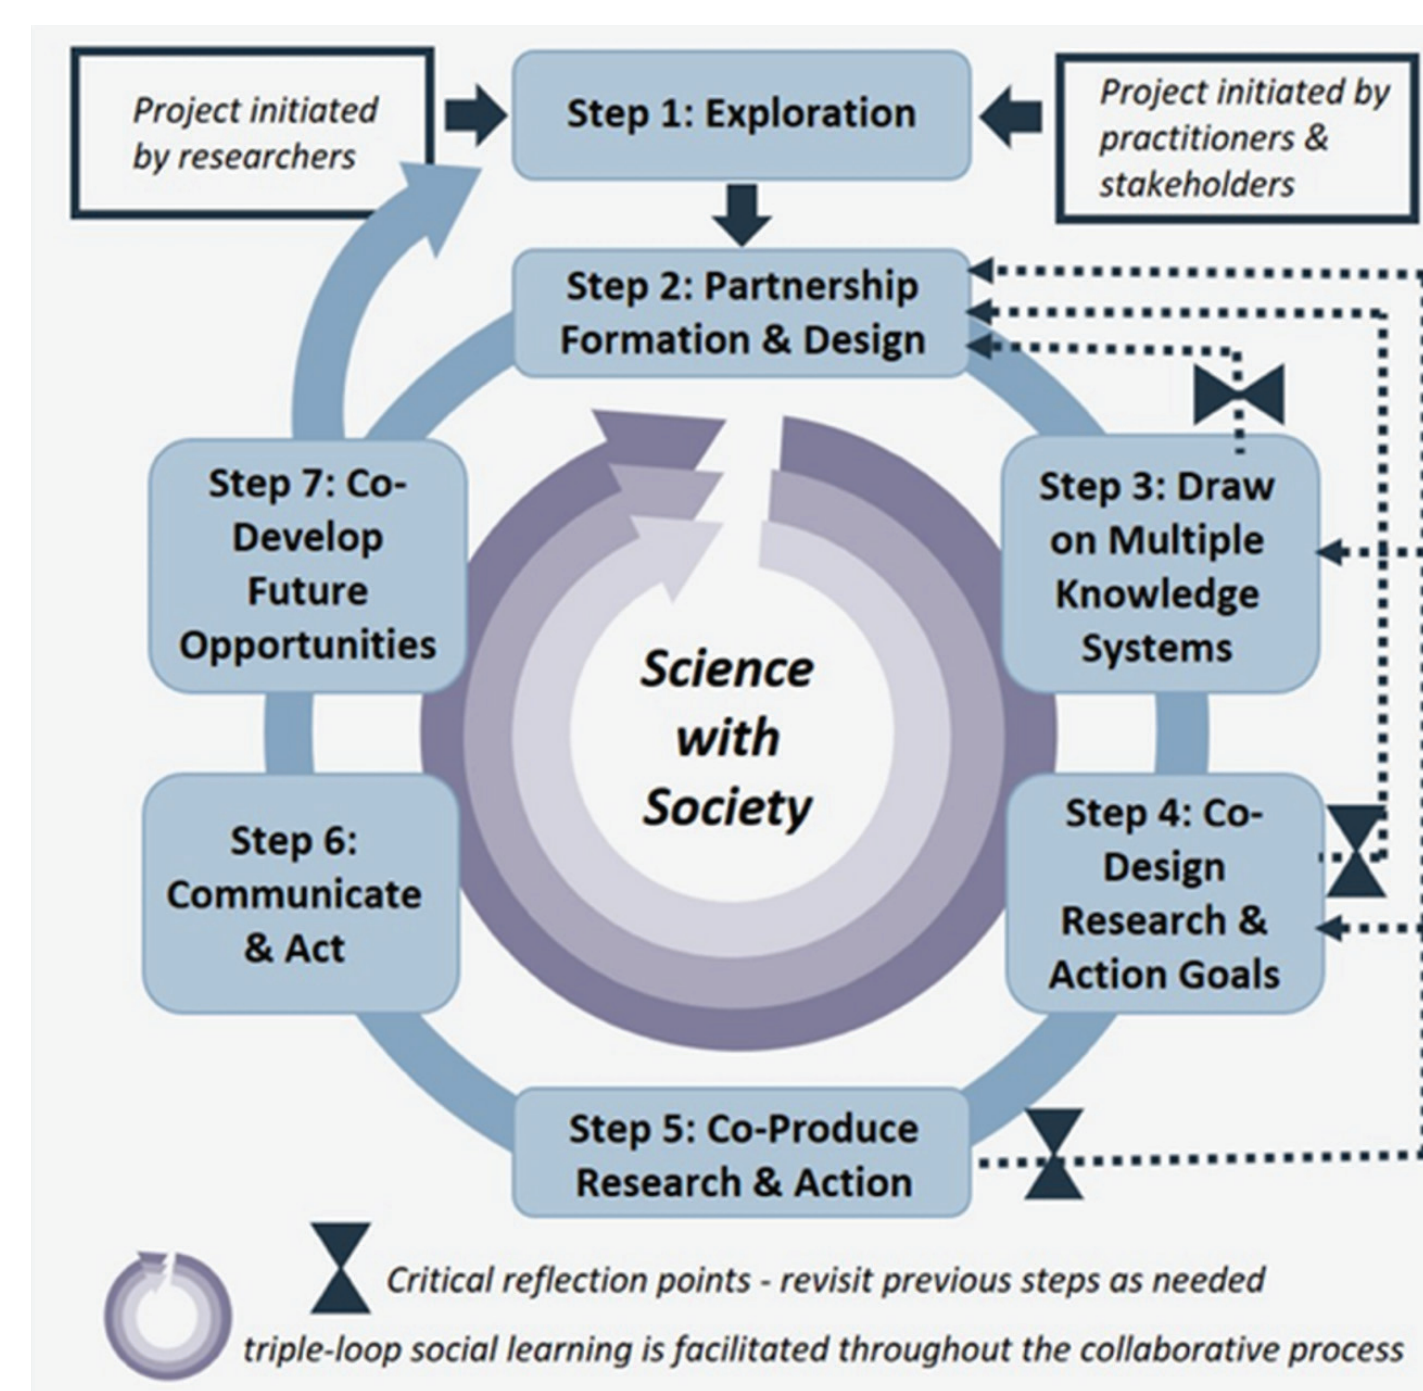 Project initiated
by researchers
Step 1: Exploration
Project initiated by
practitioners &
stakeholders
Step 2: Partnership
Formation & Design
Step 3: Draw
on Multiple
Knowledge
Systems
Step 4: Co-
Design
Research &
Action Goals
Step 5: Co-Produce
Research & Action
Step 6:
Communicate
& Act
Step 7: Co-
Develop
Future
Opportunities
Science
with
Society
Critical reflection points - revisit previous steps as needed
triple-loop social learning is facilitated throughout the collaborative process